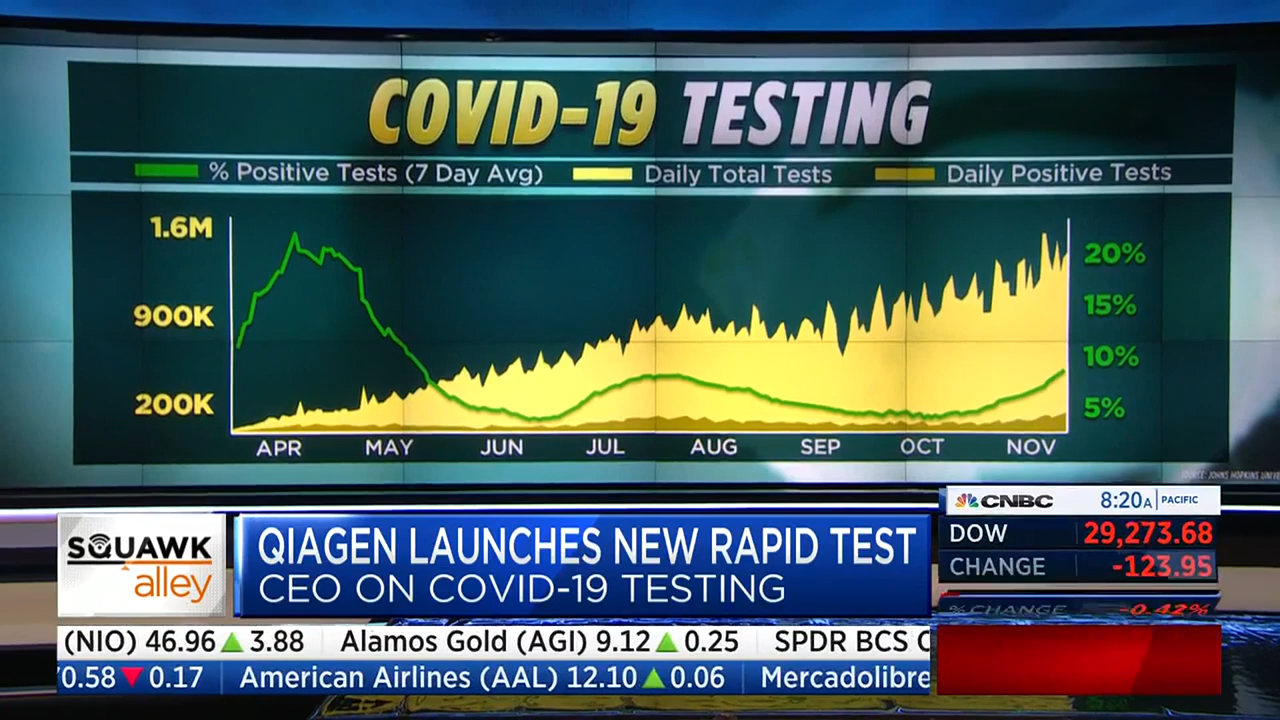 COVID-19 TESTING
% Positive Tests (7 Day Avg) Daily Total Tests Daily Positive Tests
1.6M
900K
200K
20%
15%
10%
5%
APR MAY JUN JUL AUG SEP OCT NOV
SOURCE: JOHNS HOPKINS
SQUAWK
alley
QIAGEN LAUNCHES NEW RAPID TEST
CEO ON COVID-19 TESTING
CNBC 8:20A PACIFIC
DOW 29,273.68
CHANGE -123.95
% CHANGE -0.42%
(NIO) 46.96 ▲ 3.88 Alamos Gold (AGI) 9.12 ▲ 0.25 SPDR BCS
0.58 ▼ 0.17 American Airlines (AAL) 12.10 ▲ 0.06 Mercadolibre